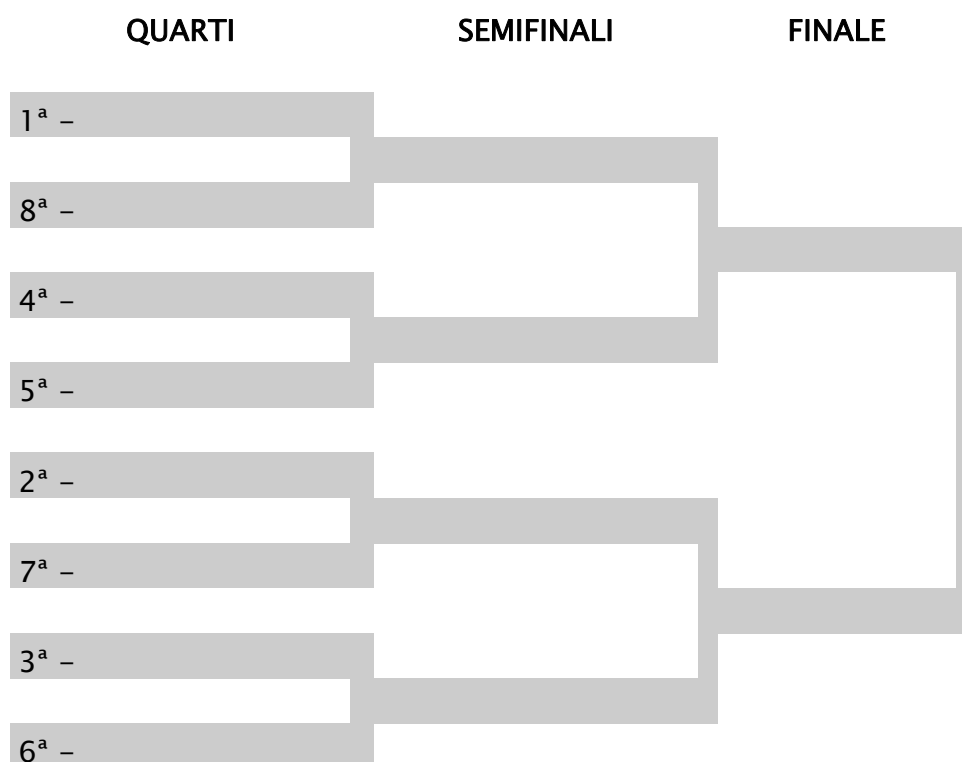 QUARTI SEMIFINALI FINALE
1ª –
8ª –
4ª –
5ª –
2ª –
7ª –
3ª –
6ª –